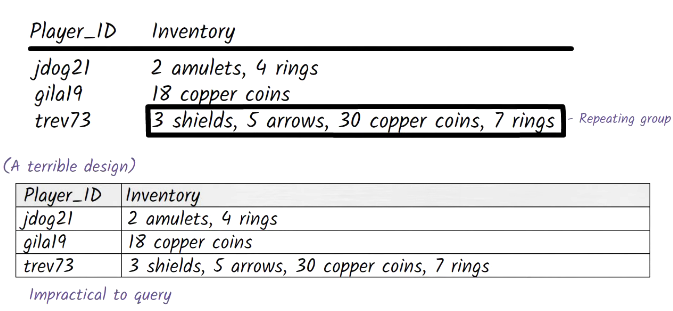 Player_ID Inventory
jdog21 2 amulets, 4 rings
gila19 18 copper coins
trev73 3 shields, 5 arrows, 30 copper coins, 7 rings - Repeating group
(A terrible design)
Player_ID Inventory
jdog21 2 amulets, 4 rings
gila19 18 copper coins
trev73 3 shields, 5 arrows, 30 copper coins, 7 rings
Impractical to query